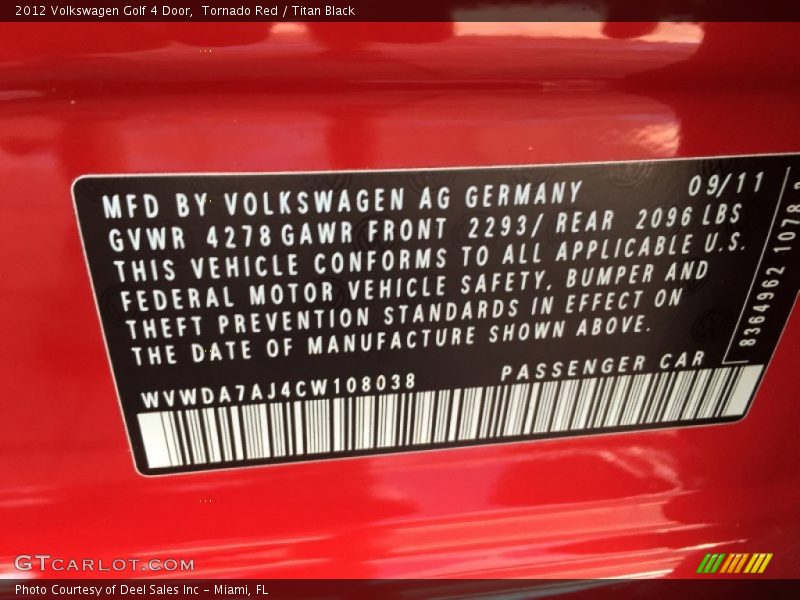 2012 Volkswagen Golf 4 Door, Tornado Red / Titan Black
MFD BY VOLKSWAGEN AG GERMANY 09/11
GVWR 4278 GAWR FRONT 2293/ REAR 2096 LBS
THIS VEHICLE CONFORMS TO ALL APPLICABLE U.S.
FEDERAL MOTOR VEHICLE SAFETY, BUMPER AND
THEFT PREVENTION STANDARDS IN EFFECT ON
THE DATE OF MANUFACTURE SHOWN ABOVE.
WVWDA7AJ4CW108038 PASSENGER CAR
8364962 1078
GTCARLOT.COM
Photo Courtesy of Deel Sales Inc - Miami, FL